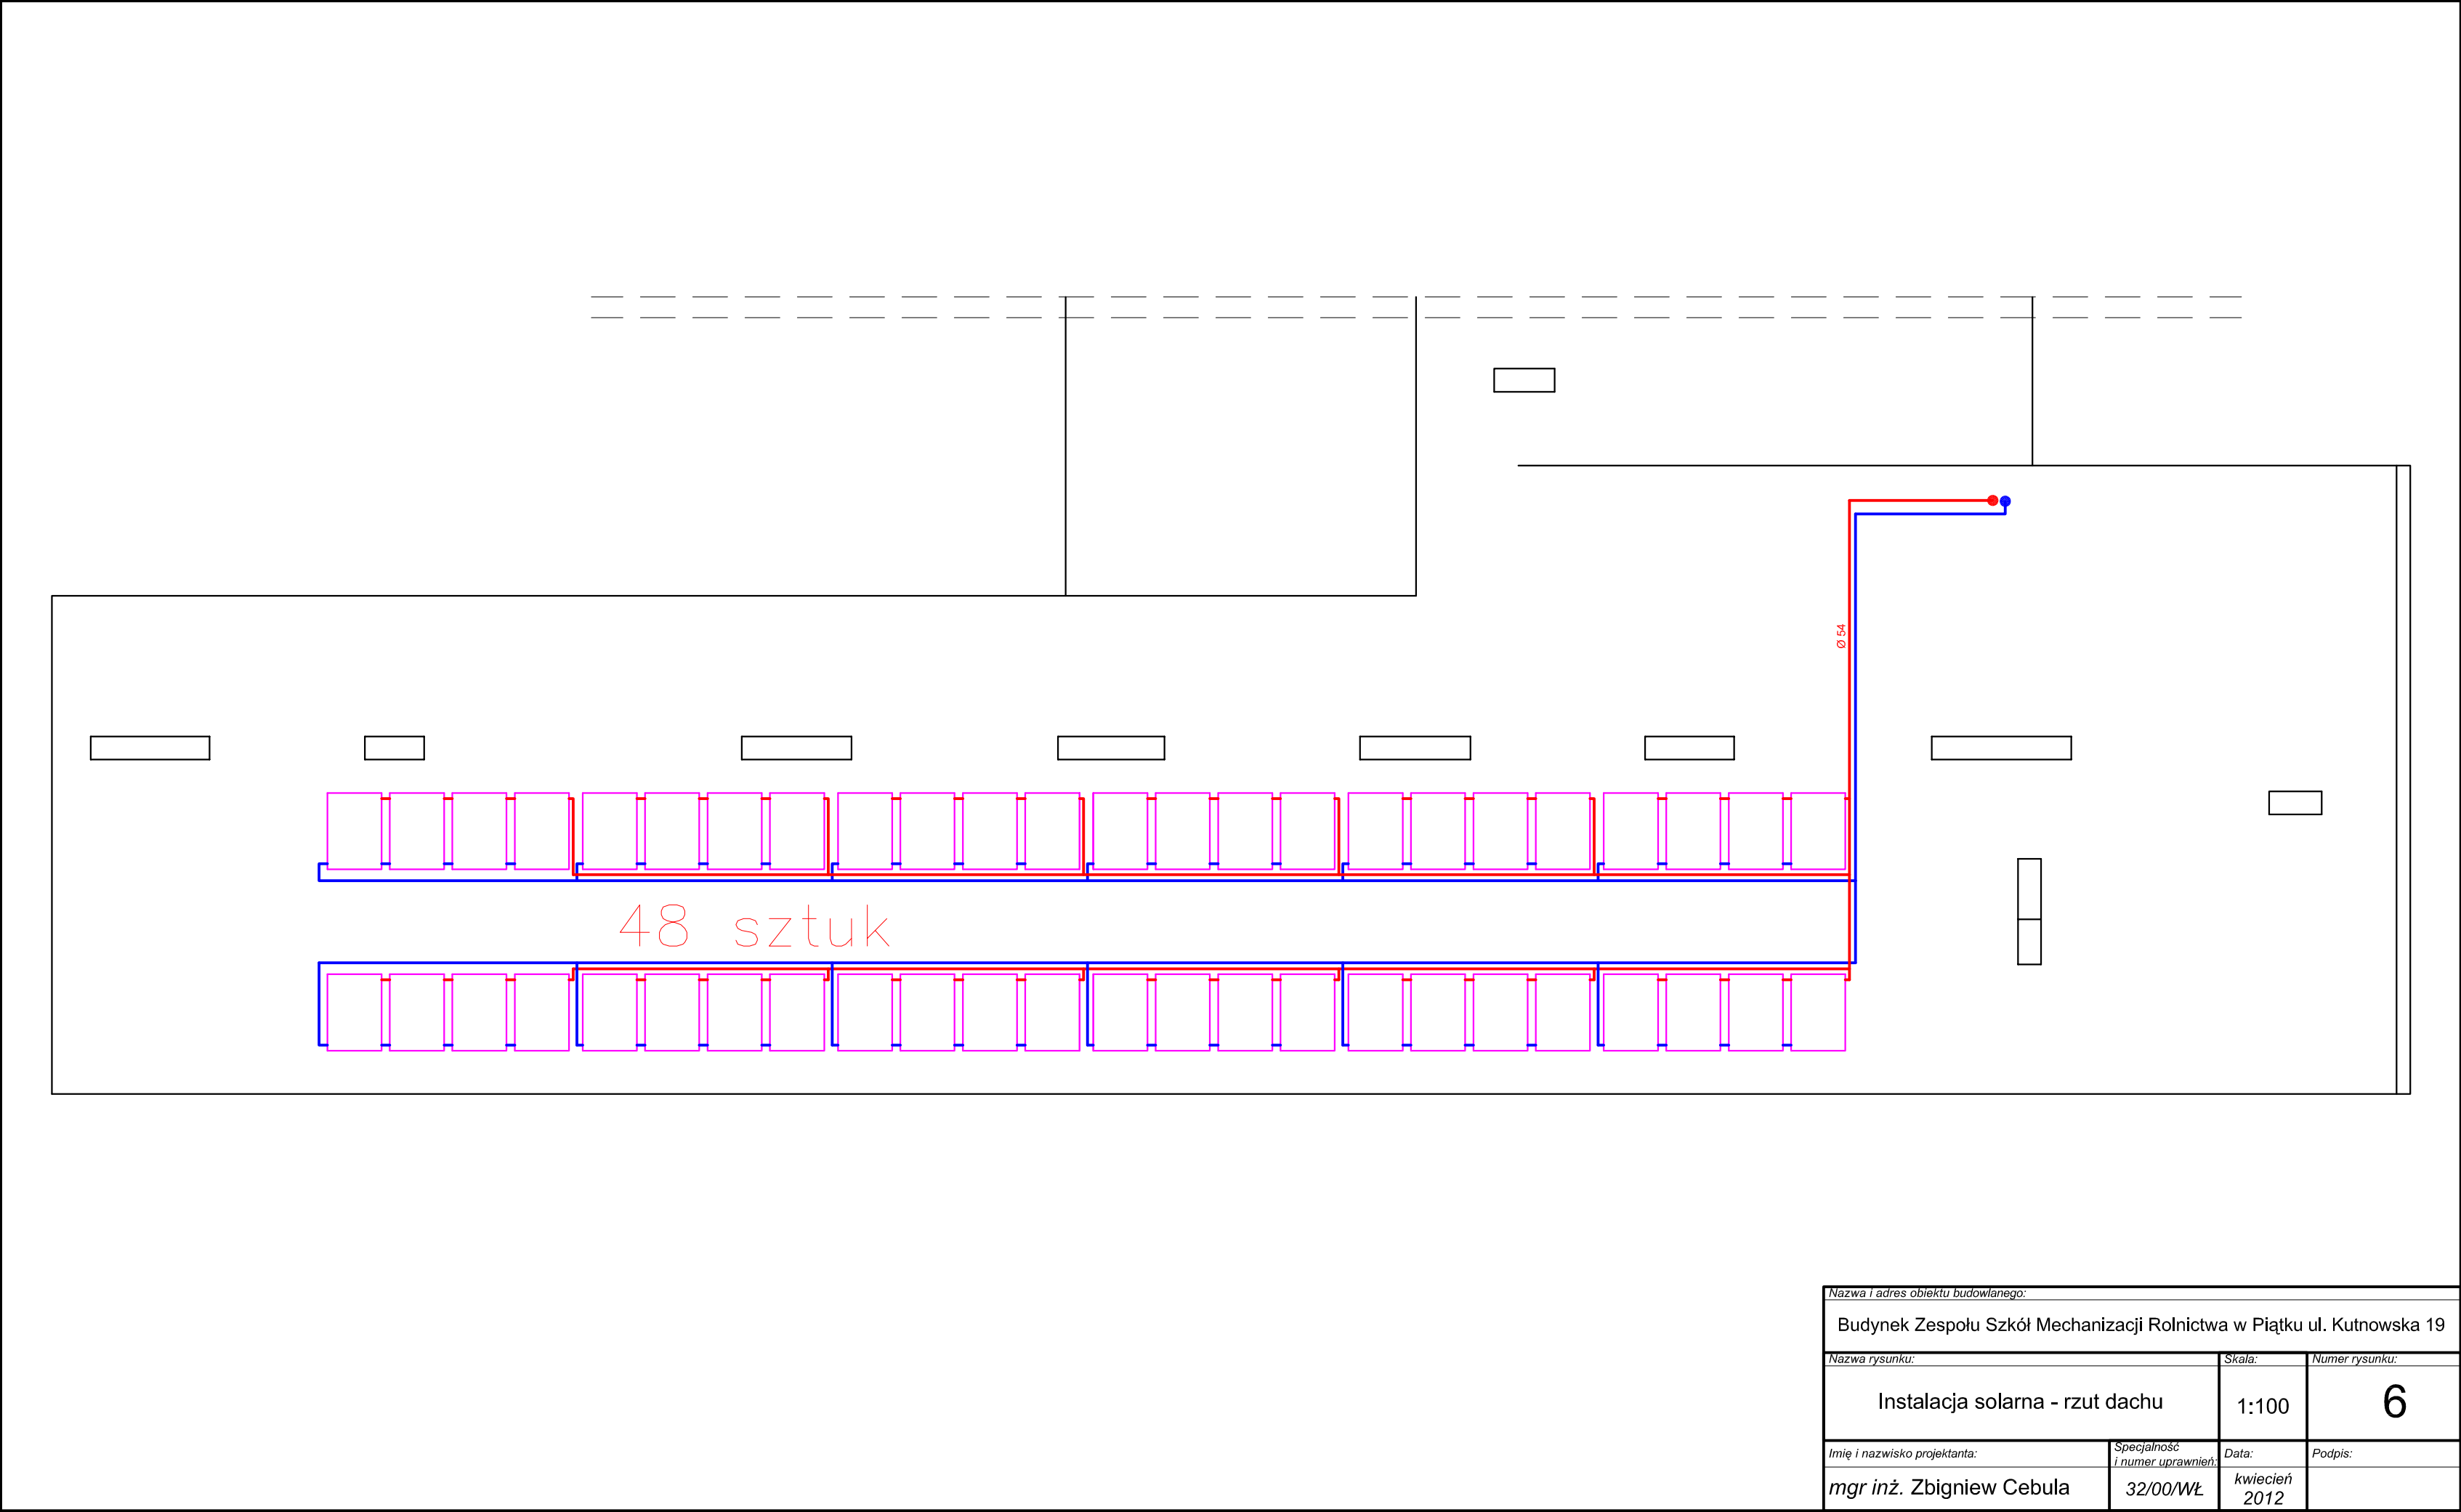 Ø 54
48 sztuk
Nazwa i adres obiektu budowlanego:
Budynek Zespołu Szkół Mechanizacji Rolnictwa w Piątku ul. Kutnowska 19
Nazwa rysunku:
Skala:
Numer rysunku:
Instalacja solarna - rzut dachu
1:100
6
Imię i nazwisko projektanta:
Specjalność
i numer uprawnień:
Data:
Podpis:
mgr inż. Zbigniew Cebula
32/00/WŁ
kwiecień
2012